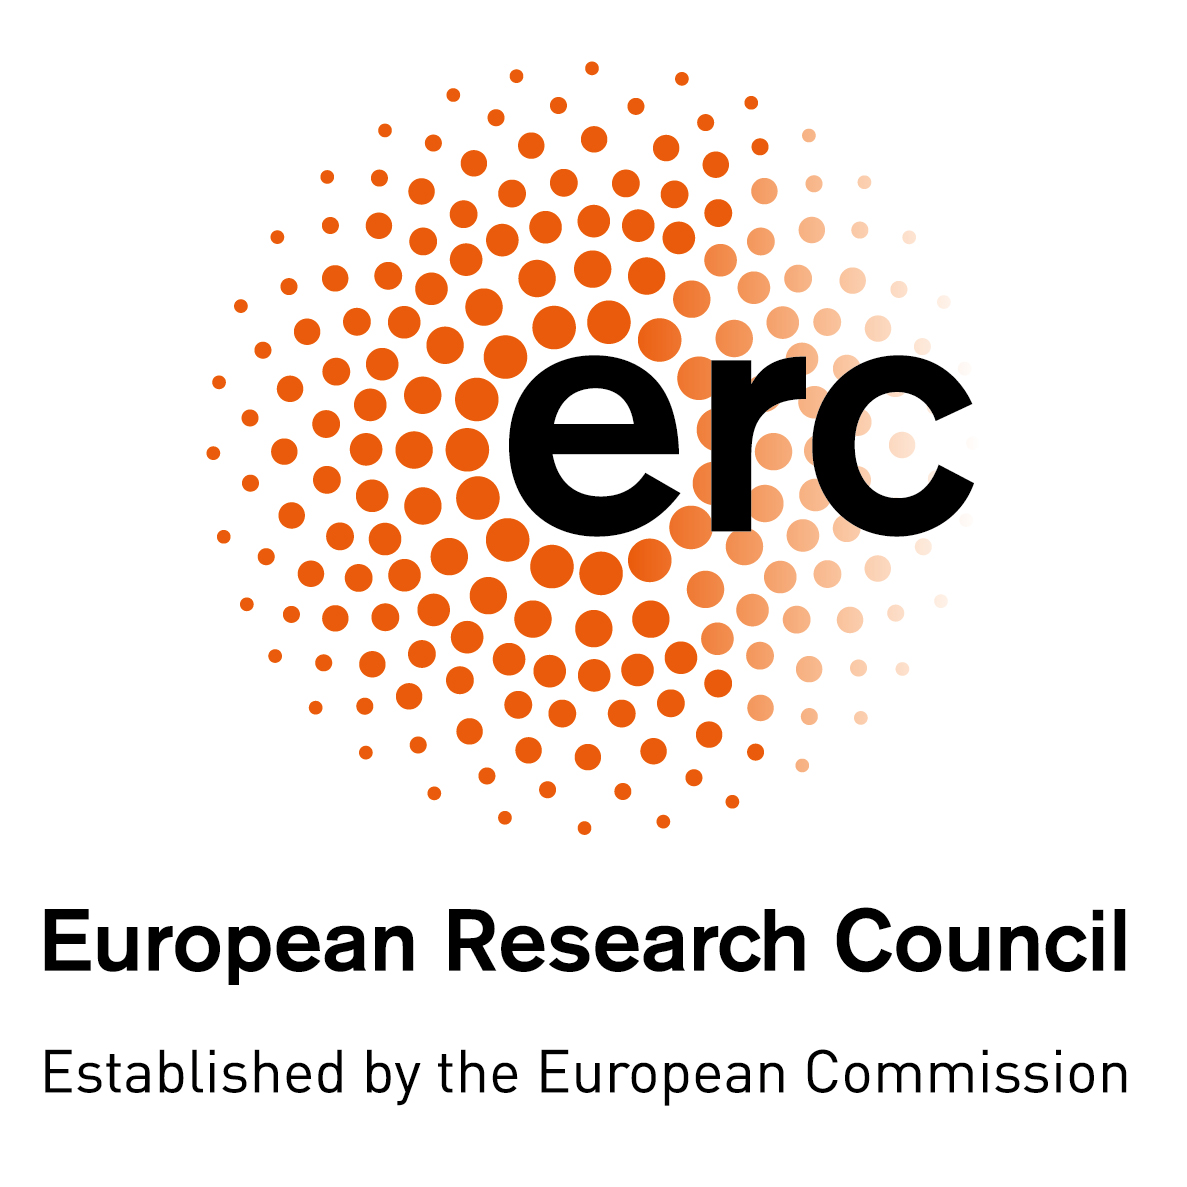 erc
European Research Council
Established by the European Commission